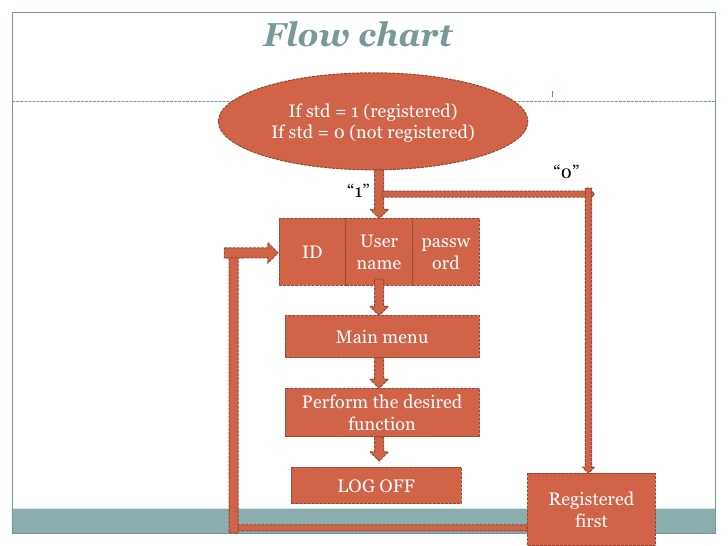 Flow chart
If std = 1 (registered)
If std = 0 (not registered)
“1”
“0”
ID
User
name
passw
ord
Main menu
Perform the desired
function
LOG OFF
Registered
first